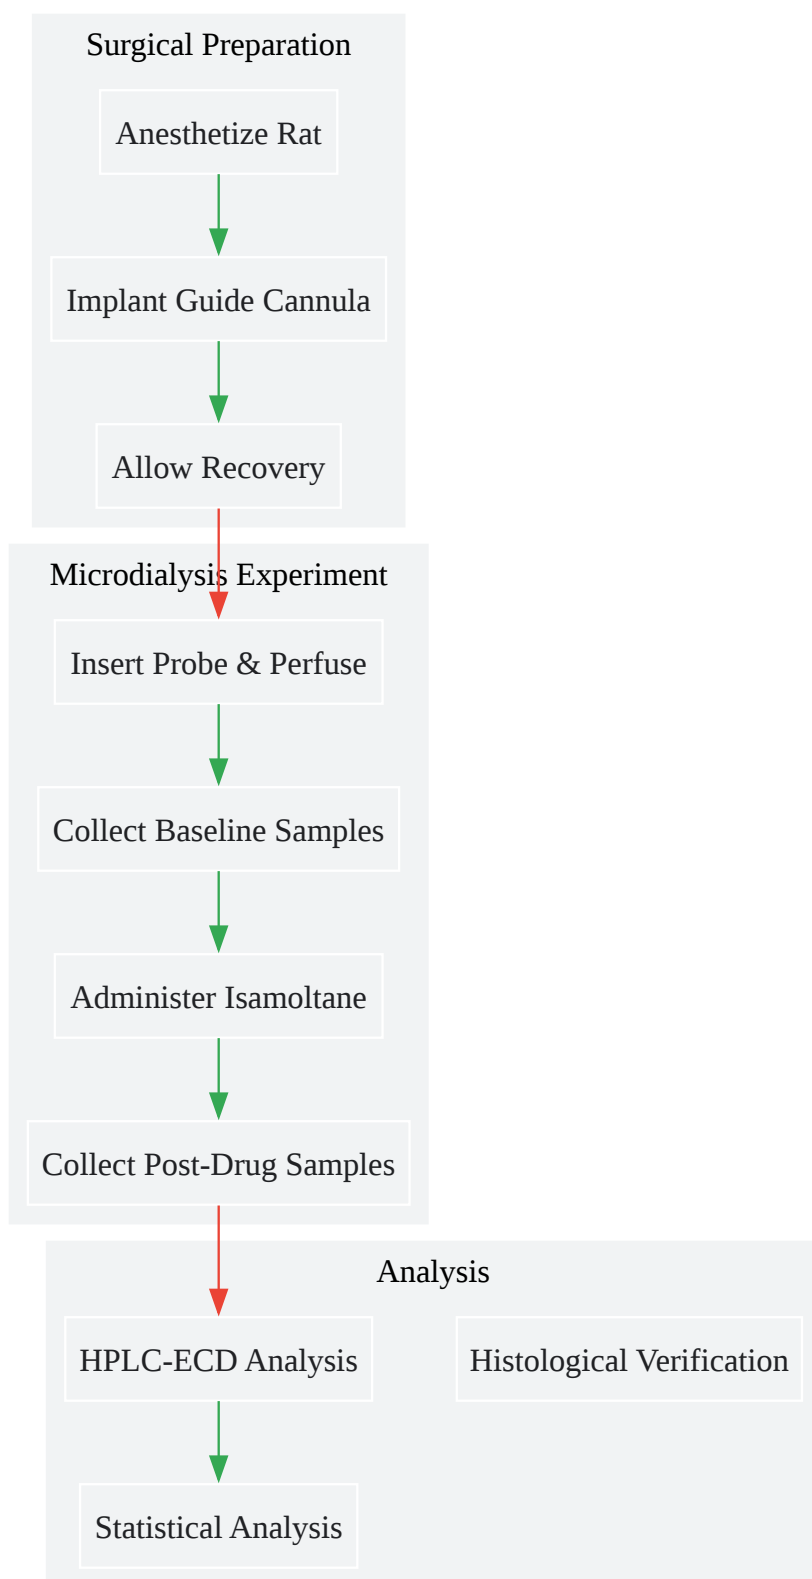 Surgical Preparation
Anesthetize Rat
Implant Guide Cannula
Allow Recovery
Microdialysis Experiment
Insert Probe & Perfuse
Collect Baseline Samples
Administer Isamoltane
Collect Post-Drug Samples
Analysis
HPLC-ECD Analysis
Histological Verification
Statistical Analysis